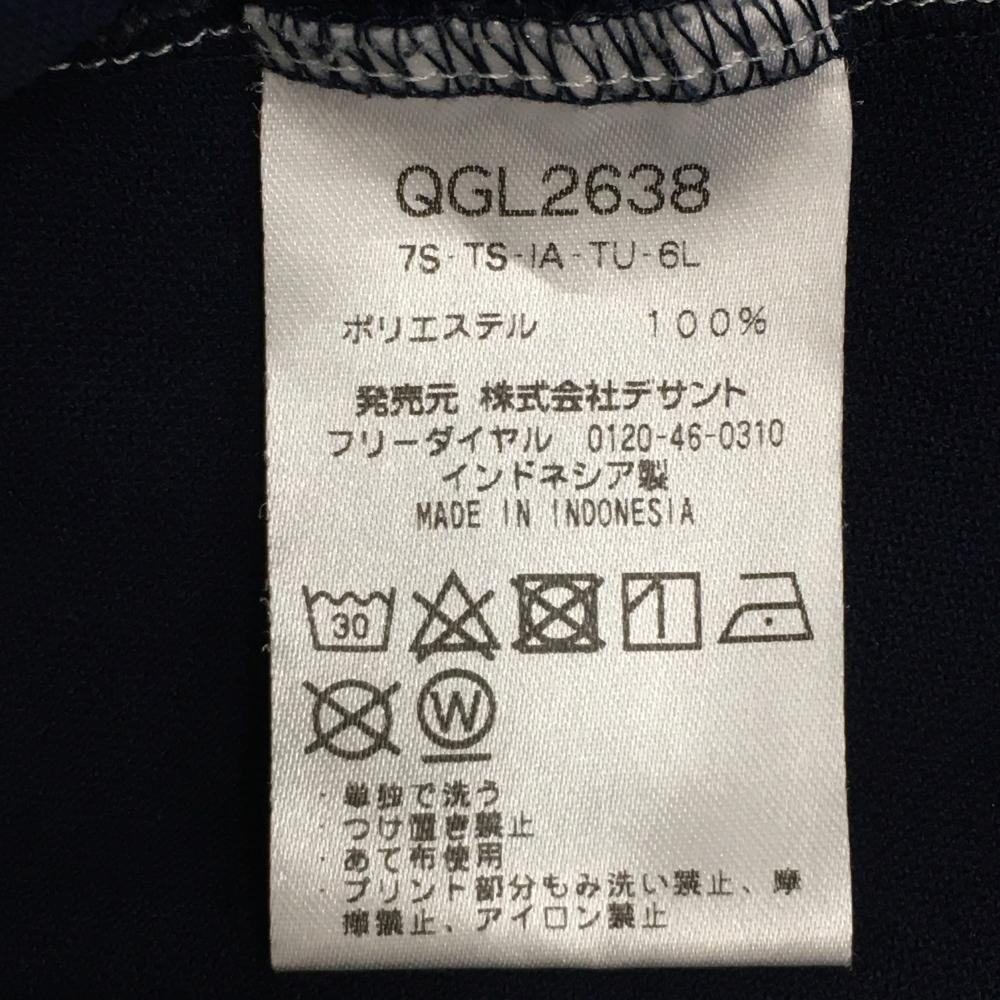 QGL2638
7S-TS-IA-TU-6L
ポリエステル 100%
発売元 株式会社デサント
フリーダイヤル 0120-46-0310
インドネシア製
MADE IN INDONESIA
30
W
・単独で洗う
・つけ置き禁止
・あて布使用
・プリント部分もみ洗い禁止、摩
擦禁止、アイロン禁止